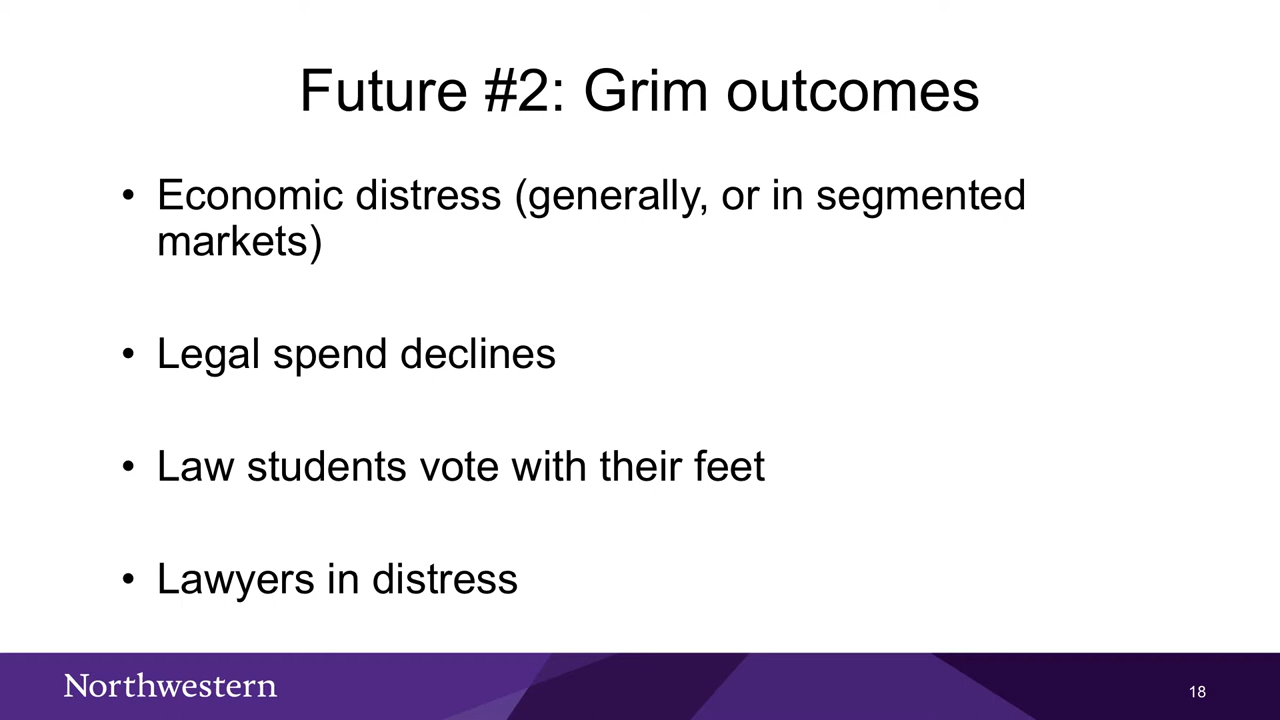 Future #2: Grim outcomes
• Economic distress (generally, or in segmented
markets)
• Legal spend declines
• Law students vote with their feet
• Lawyers in distress
Northwestern
18